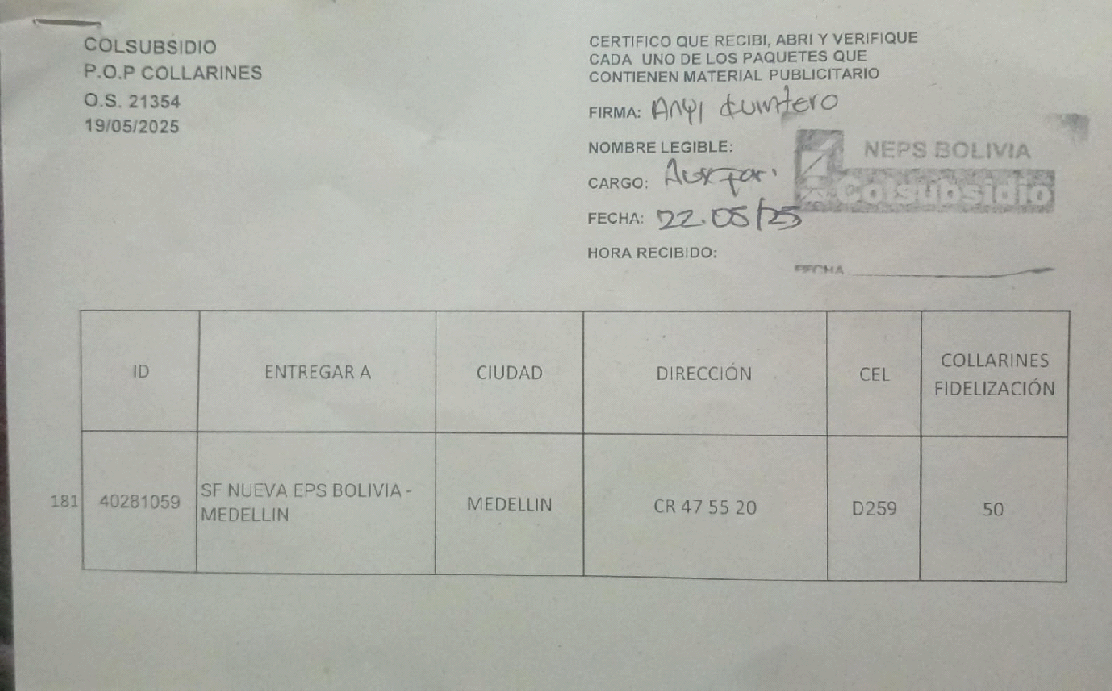 COLSUBSIDIO
P.O.P COLLARINES
O.S. 21354
19/05/2025
CERTIFICO QUE RECIBI, ABRI Y VERIFIQUE
CADA UNO DE LOS PAQUETES QUE
CONTIENEN MATERIAL PUBLICITARIO
FIRMA: Anyi Quintero
NOMBRE LEGIBLE:
CARGO:
FECHA: 22.05/25
HORA RECIBIDO:
NEPS BOLIVIA
Colsubsidio
FECHA
ID ENTREGAR A CIUDAD DIRECCIÓN CEL COLLARINES
FIDELIZACIÓN
181 40281059 SF NUEVA EPS BOLIVIA -
MEDELLIN MEDELLIN CR 47 55 20 D259 50